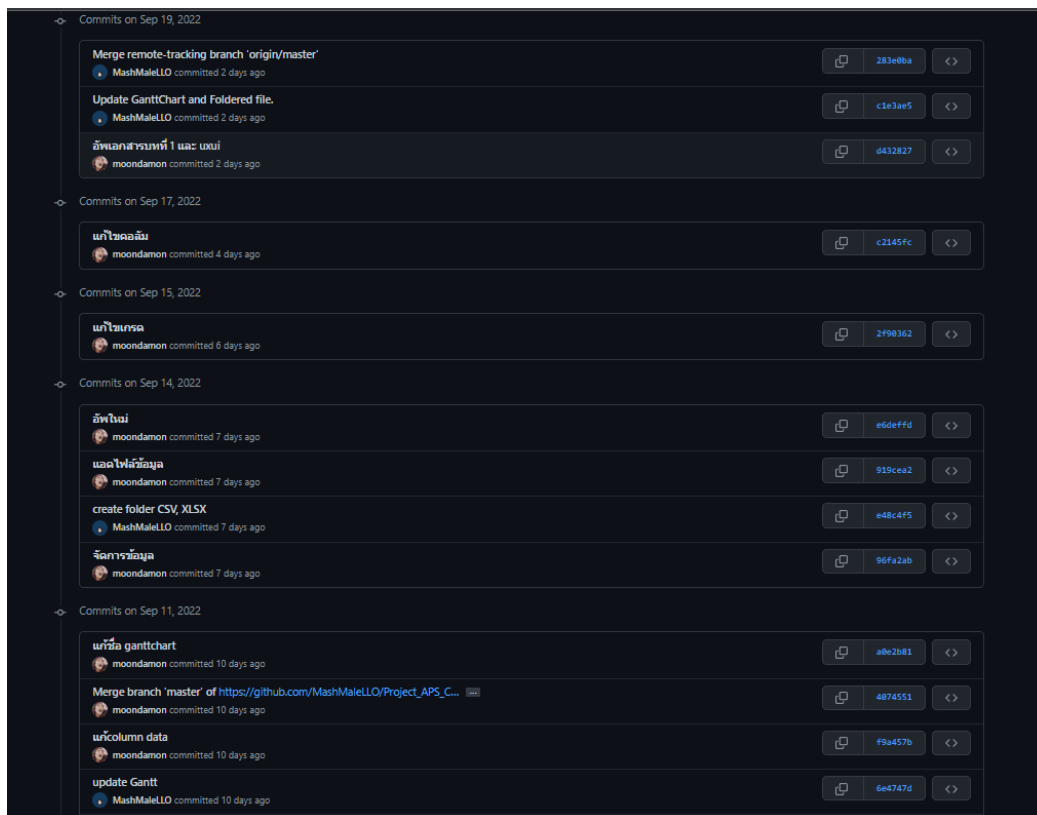 Commits on Sep 19, 2022
Merge remote-tracking branch 'origin/master'
MashMaleLLO committed 2 days ago
283e0ba
Update GanttChart and Foldered file.
MashMaleLLO committed 2 days ago
c1e3ae5
อัพเอกสารบทที่ 1 และ uxui
moondamon committed 2 days ago
d432827
Commits on Sep 17, 2022
แก้ไขคอลัม
moondamon committed 4 days ago
c2145fc
Commits on Sep 15, 2022
แก้ไขเกรด
moondamon committed 6 days ago
2f90362
Commits on Sep 14, 2022
อัพใหม่
moondamon committed 7 days ago
e6deffd
แอดไฟล์ข้อมูล
moondamon committed 7 days ago
919cea2
create folder CSV, XLSX
MashMaleLLO committed 7 days ago
e48c4f5
จัดการข้อมูล
moondamon committed 7 days ago
96fa2ab
Commits on Sep 11, 2022
แก้ชื่อ ganttchart
moondamon committed 10 days ago
a0e2b81
Merge branch 'master' of https://github.com/MashMaleLLO/Project_APS_C...
moondamon committed 10 days ago
4074551
แก้column data
moondamon committed 10 days ago
f9a457b
update Gantt
MashMaleLLO committed 10 days ago
6e4747d